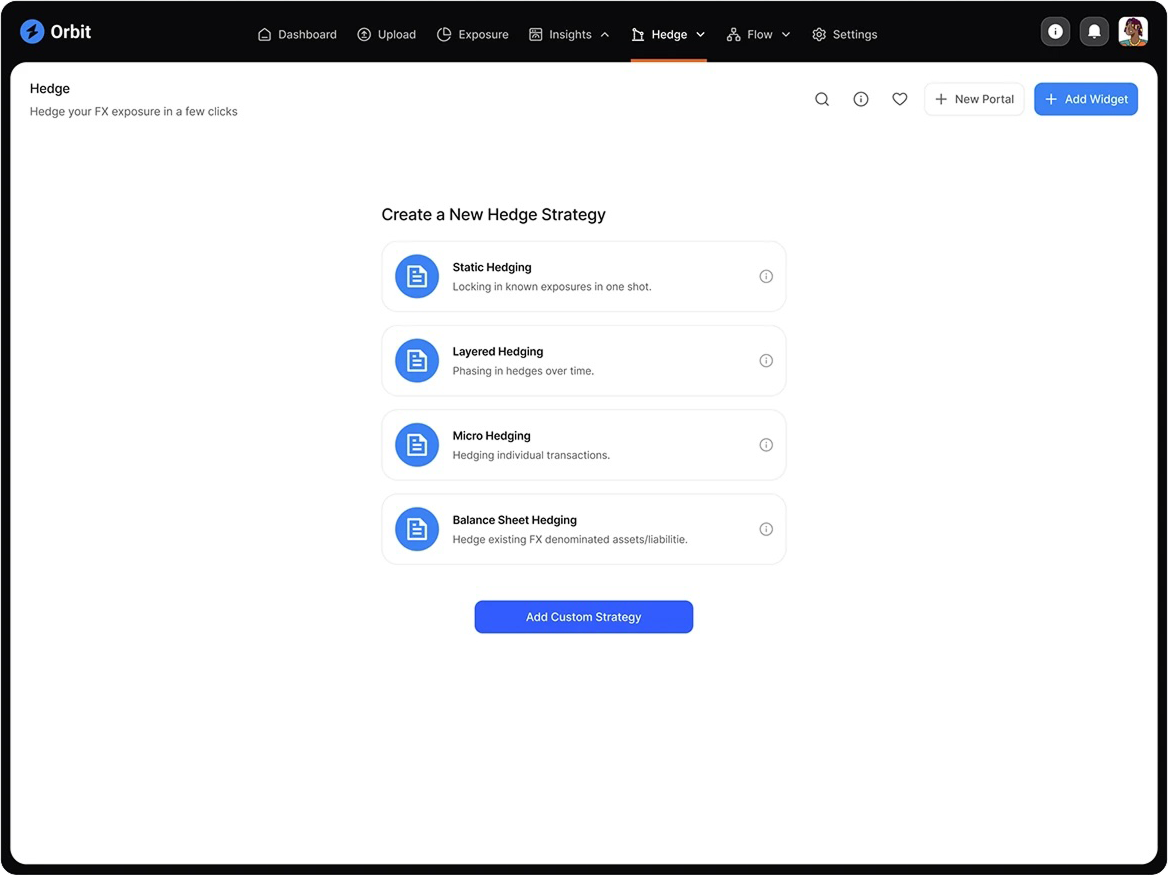 Orbit
Dashboard
Upload
Exposure
Insights
Hedge
Flow
Settings
Hedge
Hedge your FX exposure in a few clicks
New Portal
Add Widget
Create a New Hedge Strategy
Static Hedging
Locking in known exposures in one shot.
Layered Hedging
Phasing in hedges over time.
Micro Hedging
Hedging individual transactions.
Balance Sheet Hedging
Hedge existing FX denominated assets/liabilitie.
Add Custom Strategy